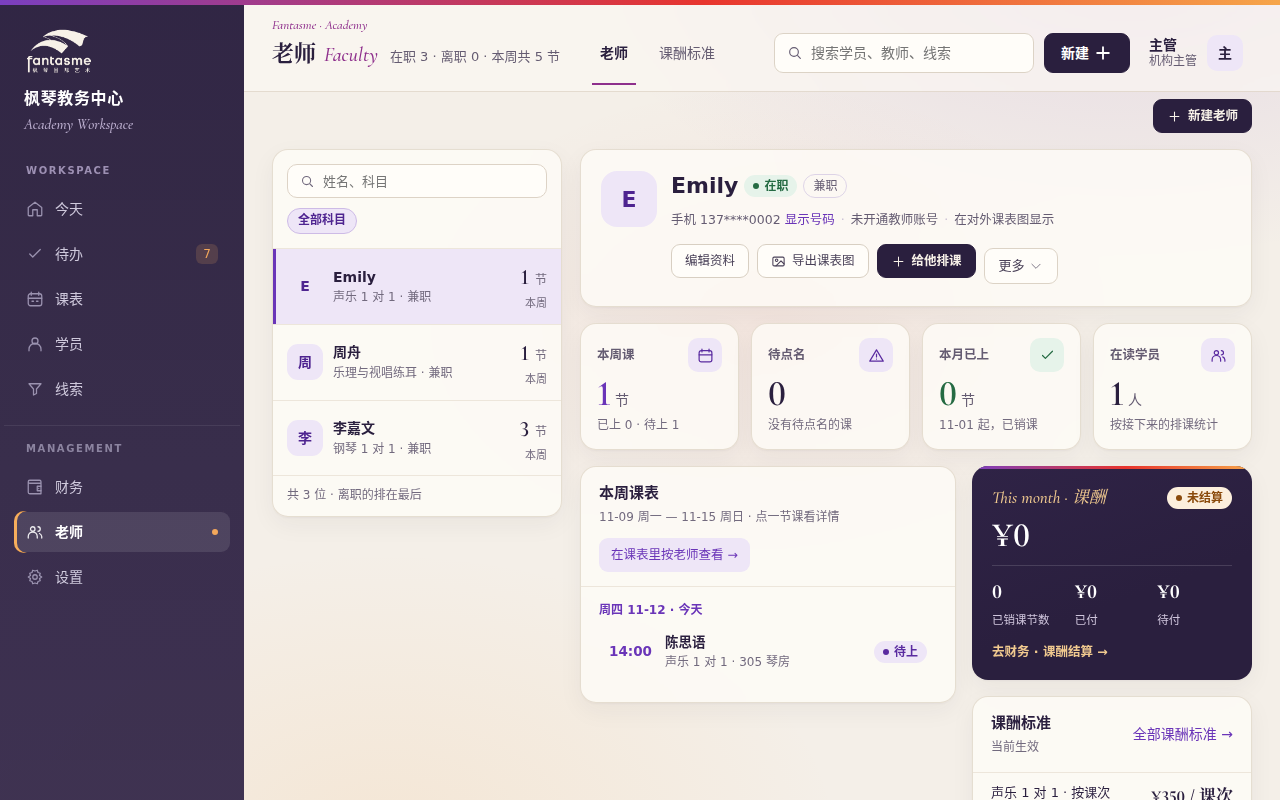 fantasme
枫琴国际艺术
枫琴教务中心
Academy Workspace
WORKSPACE
今天
待办 7
课表
学员
线索
MANAGEMENT
财务
老师
设置
Fantasme · Academy
老师 Faculty 在职 3 · 离职 0 · 本周共 5 节
老师 课酬标准
搜索学员、教师、线索
新建
主管
机构主管
主
新建老师
姓名、科目
全部科目
E Emily 1 节
声乐 1 对 1 · 兼职 本周
周 周舟 1 节
乐理与视唱练耳 · 兼职 本周
李 李嘉文 3 节
钢琴 1 对 1 · 兼职 本周
共 3 位 · 离职的排在最后
E
Emily 在职 兼职
手机 137****0002 显示号码 · 未开通教师账号 · 在对外课表图显示
编辑资料 导出课表图 给他排课 更多
本周课
1 节
已上 0 · 待上 1
待点名
0
没有待点名的课
本月已上
0 节
11-01 起，已销课
在读学员
1 人
按接下来的排课统计
本周课表
11-09 周一 — 11-15 周日 · 点一节课看详情
在课表里按老师查看 →
周四 11-12 · 今天
14:00 陈思语
声乐 1 对 1 · 305 琴房
待上
This month · 课酬 未结算
¥0
0 ¥0 ¥0
已销课节数 已付 待付
去财务 · 课酬结算 →
课酬标准
当前生效
全部课酬标准 →
声乐 1 对 1 · 按课次 ¥350 / 课次